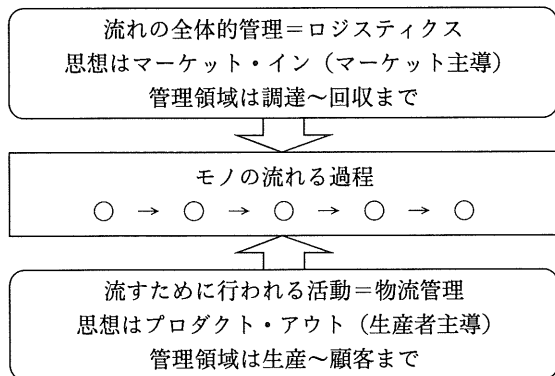 流れの全体的管理＝ロジスティクス
思想はマーケット・イン（マーケット主導）
管理領域は調達～回収まで
モノの流れる過程
○ → ○ → ○ → ○ → ○
流すために行われる活動＝物流管理
思想はプロダクト・アウト（生産者主導）
管理領域は生産～顧客まで